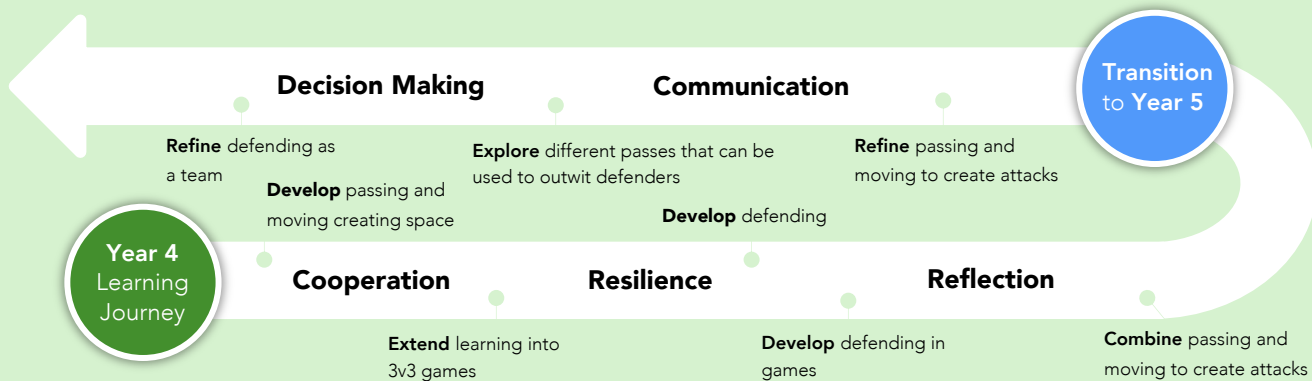 Decision Making
Communication
Transition
to Year 5
Refine defending as
a team
Explore different passes that can be
used to outwit defenders
Refine passing and
moving to create attacks
Develop passing and
moving creating space
Develop defending
Year 4
Learning
Journey
Cooperation
Resilience
Reflection
Extend learning into
3v3 games
Develop defending in
games
Combine passing and
moving to create attacks